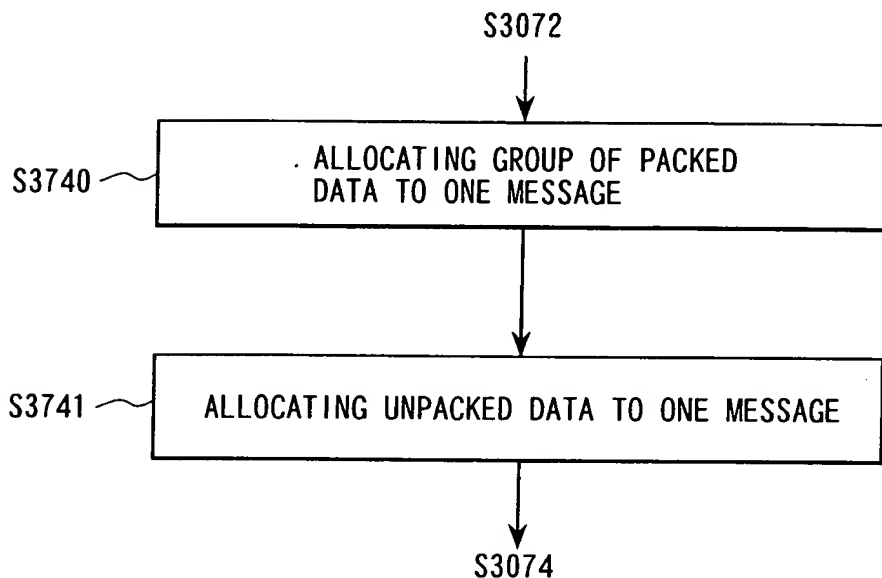 S3072
S3740
ALLOCATING GROUP OF PACKED
DATA TO ONE MESSAGE
S3741
ALLOCATING UNPACKED DATA TO ONE MESSAGE
S3074